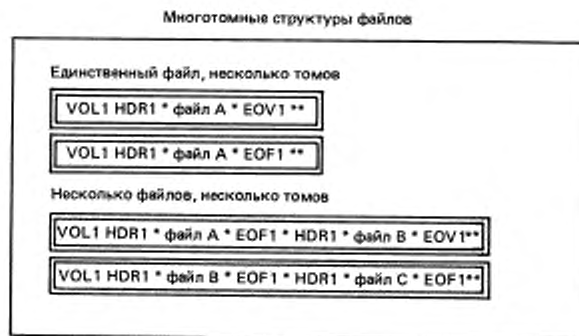 Многотомные структуры файлов
Единственный файл, несколько томов
VOL1 HDR1 * файл А * EOV1 **
VOL1 HDR1 * файл А * EOF1 **
Несколько файлов, несколько томов
VOL1 HDR1 * файл А * EOF1 * HDR1 * файл В * EOV1**
VOL1 HDR1 * файл В * EOF1 * HDR1 * файл С * EOF1**